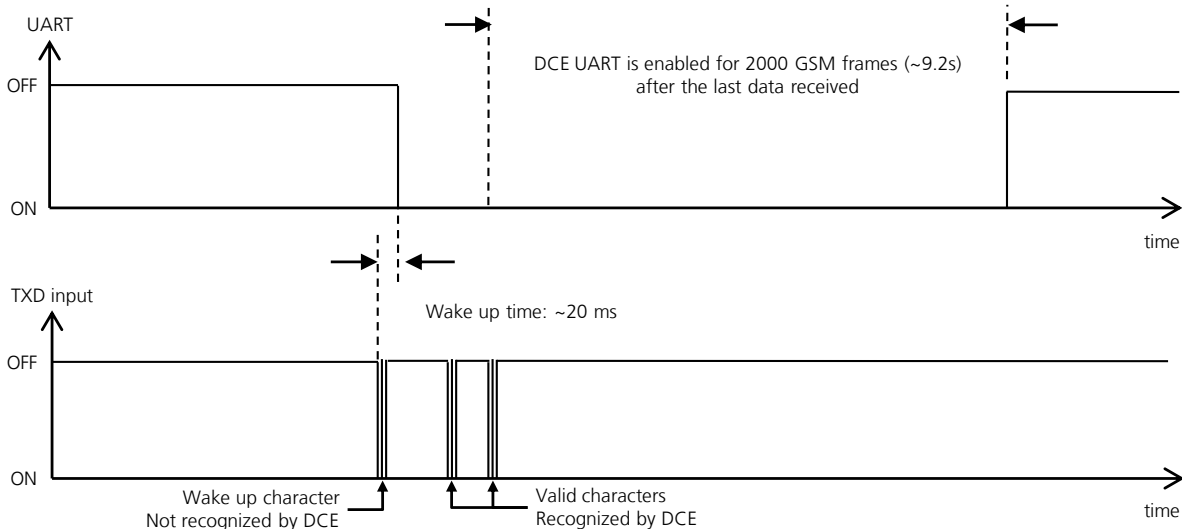 UART
DCE UART is enabled for 2000 GSM frames (~9.2s)
after the last data received
OFF
ON
time
TXD input
Wake up time: ~20 ms
OFF
ON
Wake up character
Not recognized by DCE
Valid characters
Recognized by DCE
time